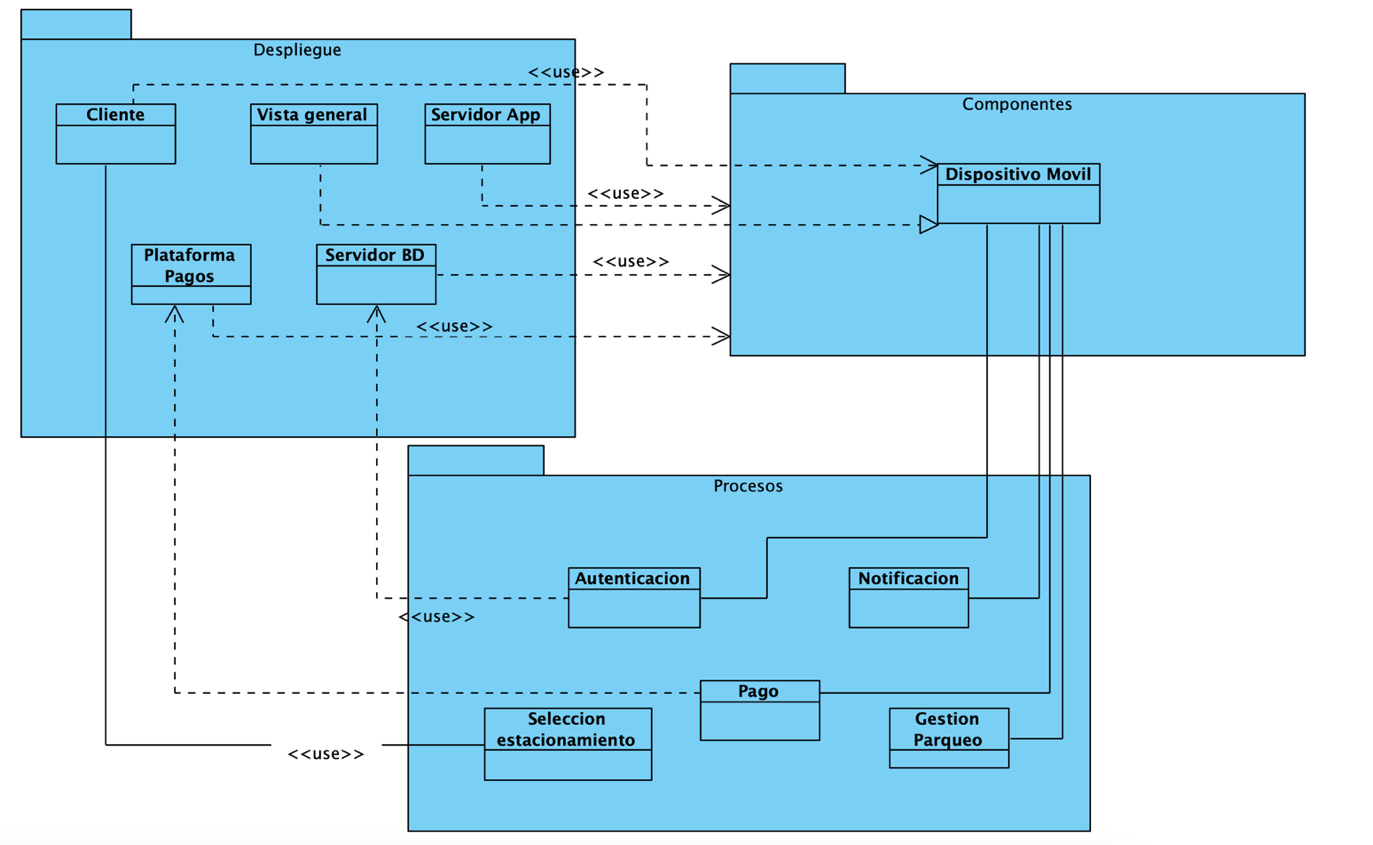 Despliegue
<<use>>
Cliente
Vista general
Servidor App
Componentes
Dispositivo Movil
<<use>>
Plataforma
Pagos
Servidor BD
<<use>>
<<use>>
Procesos
Autenticacion
Notificacion
<<use>>
Pago
Seleccion
estacionamiento
Gestion
Parqueo
<<use>>